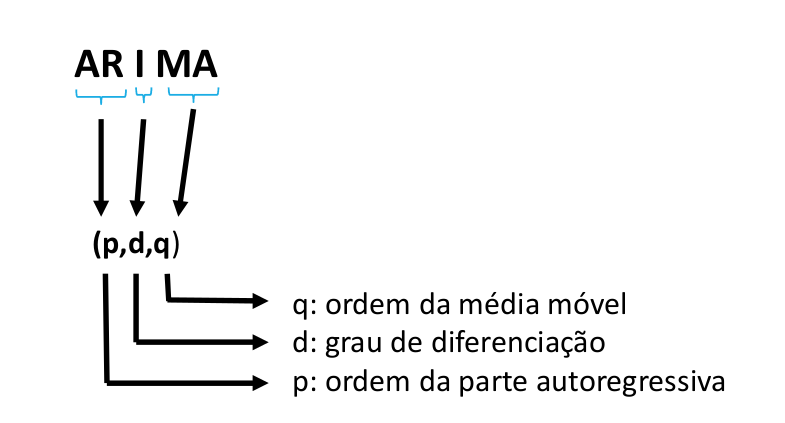 AR I MA
(p,d,q)
q: ordem da média móvel
d: grau de diferenciação
p: ordem da parte autoregressiva